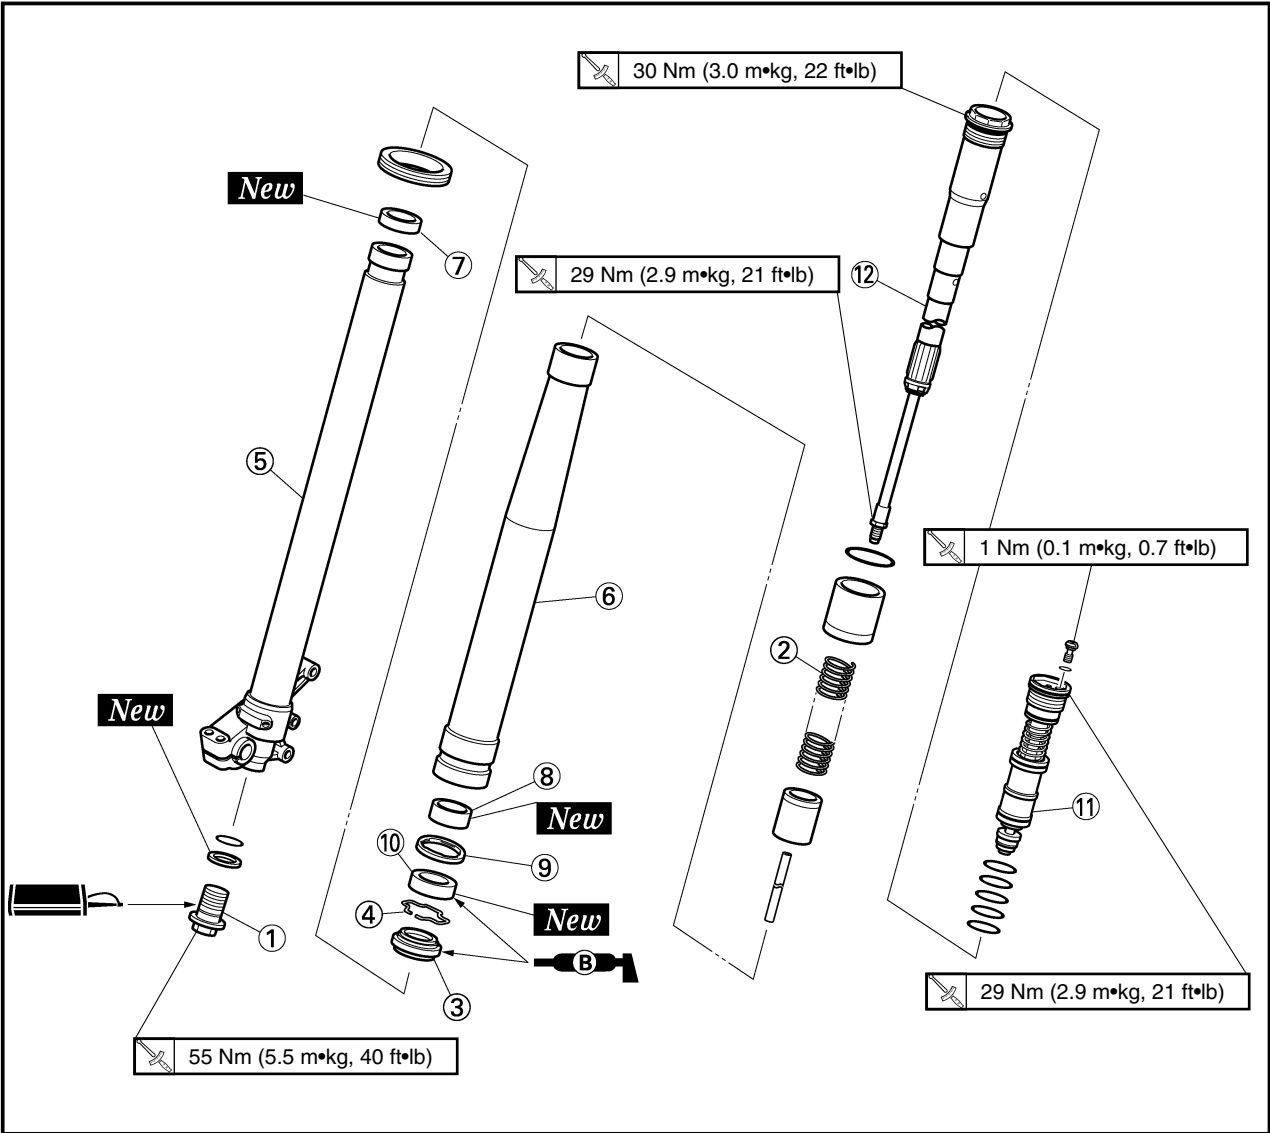 30 Nm (3.0 m•kg, 22 ft•lb)
New
⑦
29 Nm (2.9 m•kg, 21 ft•lb)
⑫
⑤
1 Nm (0.1 m•kg, 0.7 ft•lb)
⑥
②
New
⑧
New
⑪
⑩
⑨
④
New
①
B
③
29 Nm (2.9 m•kg, 21 ft•lb)
55 Nm (5.5 m•kg, 40 ft•lb)